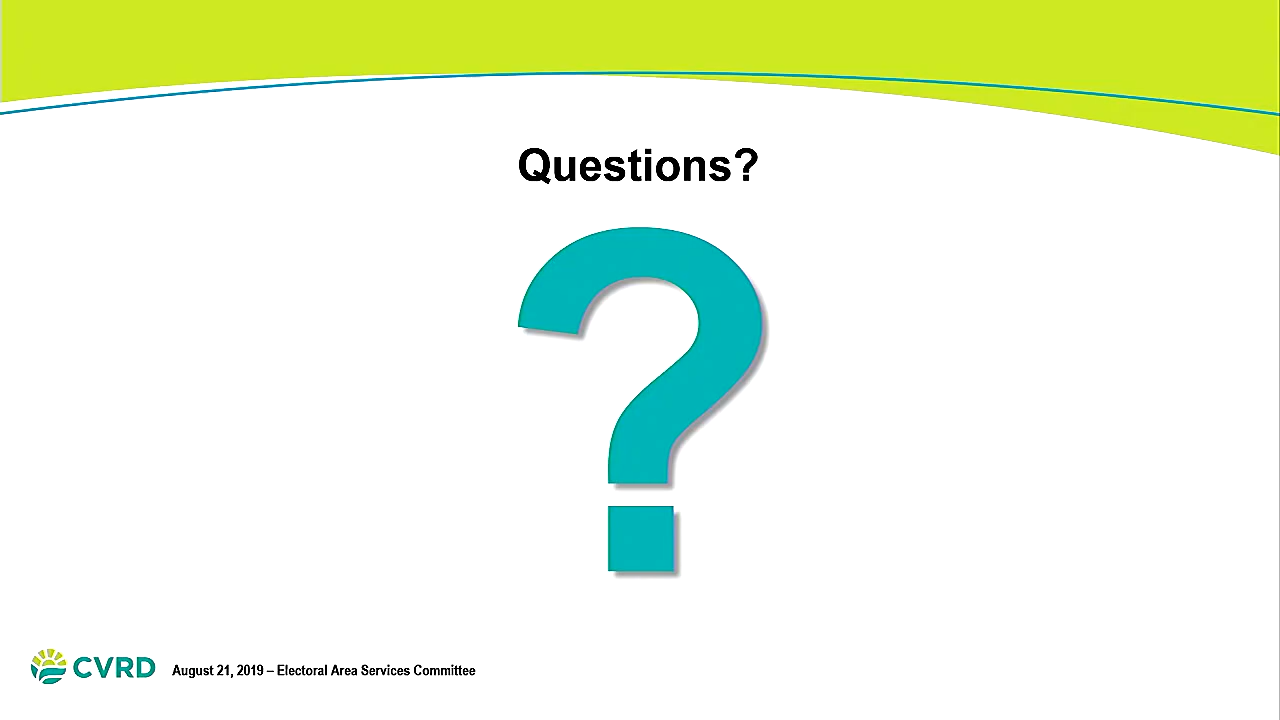 Questions?
?
CVRD August 21, 2019 – Electoral Area Services Committee